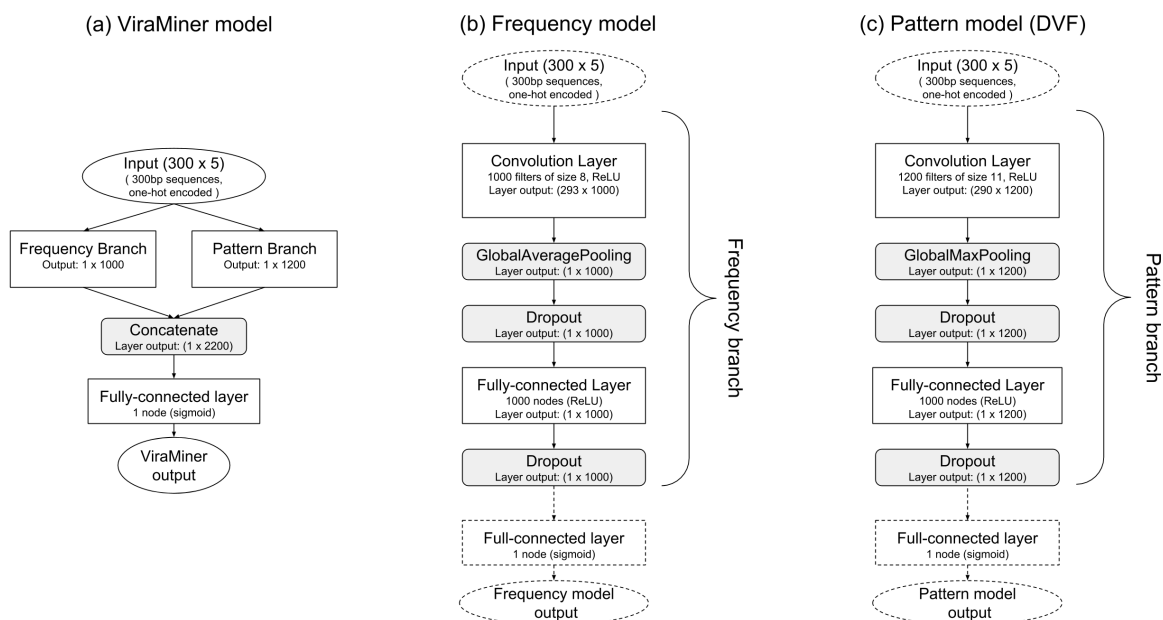 (a) ViraMiner model
Input (300 x 5)
( 300bp sequences,
one-hot encoded )
Frequency Branch
Output: 1 x 1000
Pattern Branch
Output: 1 x 1200
Concatenate
Layer output: (1 x 2200)
Fully-connected layer
1 node (sigmoid)
ViraMiner
output
(b) Frequency model
Input (300 x 5)
( 300bp sequences,
one-hot encoded )
Convolution Layer
1000 filters of size 8, ReLU
Layer output: (293 x 1000)
GlobalAveragePooling
Layer output: (1 x 1000)
Dropout
Layer output: (1 x 1000)
Fully-connected Layer
1000 nodes (ReLU)
Layer output: (1 x 1000)
Dropout
Layer output: (1 x 1000)
Full-connected layer
1 node (sigmoid)
Frequency model
output
Frequency branch
(c) Pattern model (DVF)
Input (300 x 5)
( 300bp sequences,
one-hot encoded )
Convolution Layer
1200 filters of size 11, ReLU
Layer output: (290 x 1200)
GlobalMaxPooling
Layer output: (1 x 1200)
Dropout
Layer output: (1 x 1200)
Fully-connected Layer
1000 nodes (ReLU)
Layer output: (1 x 1200)
Dropout
Layer output: (1 x 1200)
Full-connected layer
1 node (sigmoid)
Pattern model
output
Pattern branch